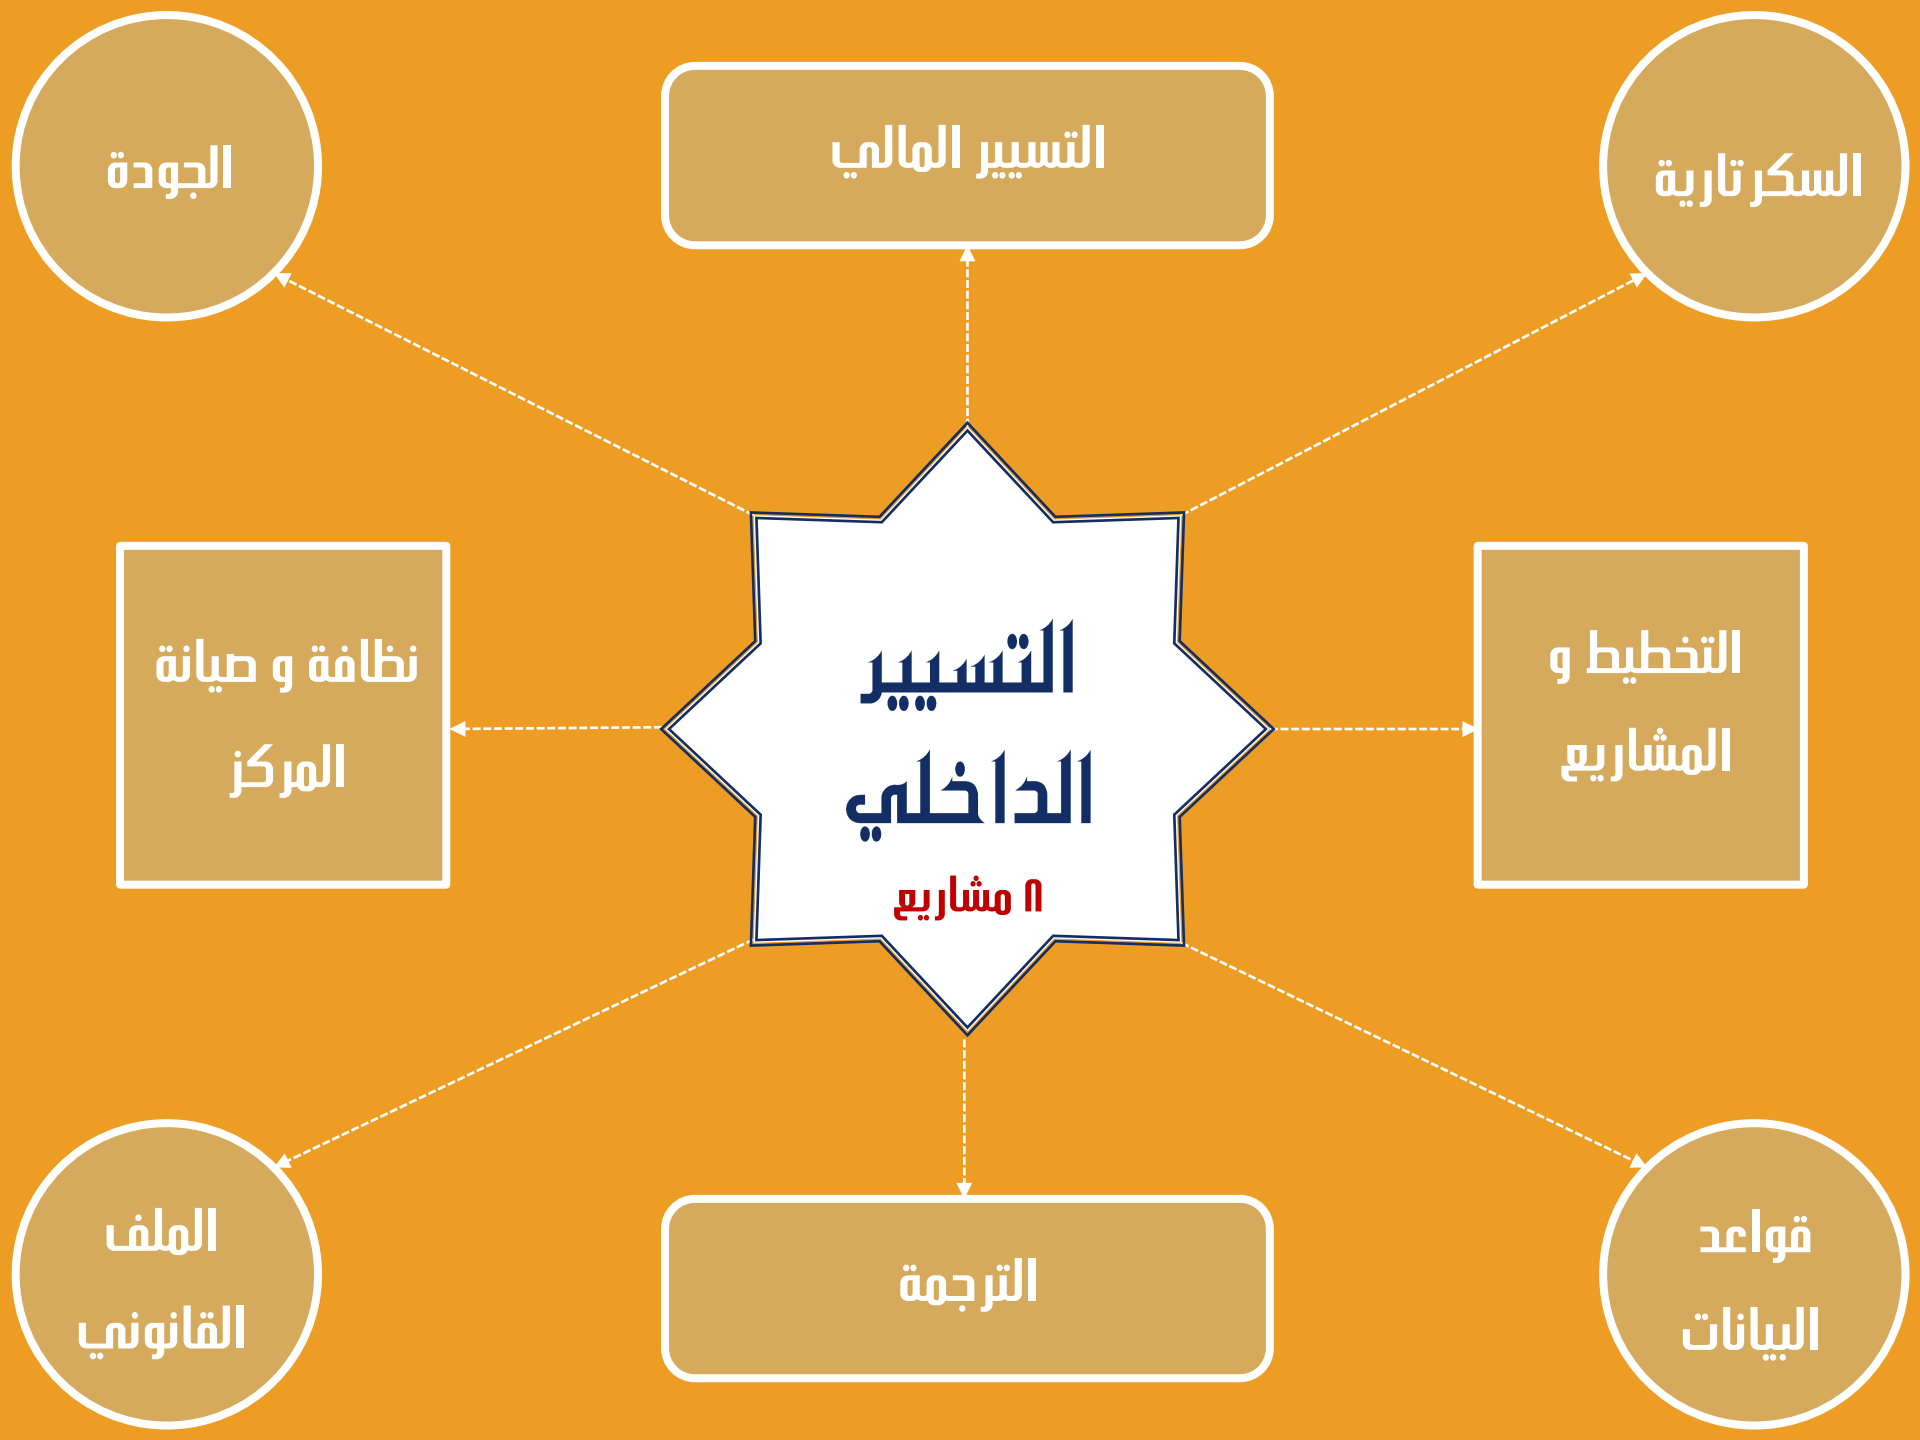 السكرتارية
التسيير المالي
الجودة
التخطيط و
المشاريع
التسيير
الداخلي
٨ مشاريع
نظافة و صيانة
المركز
قواعد
البيانات
الترجمة
الملف
القانوني